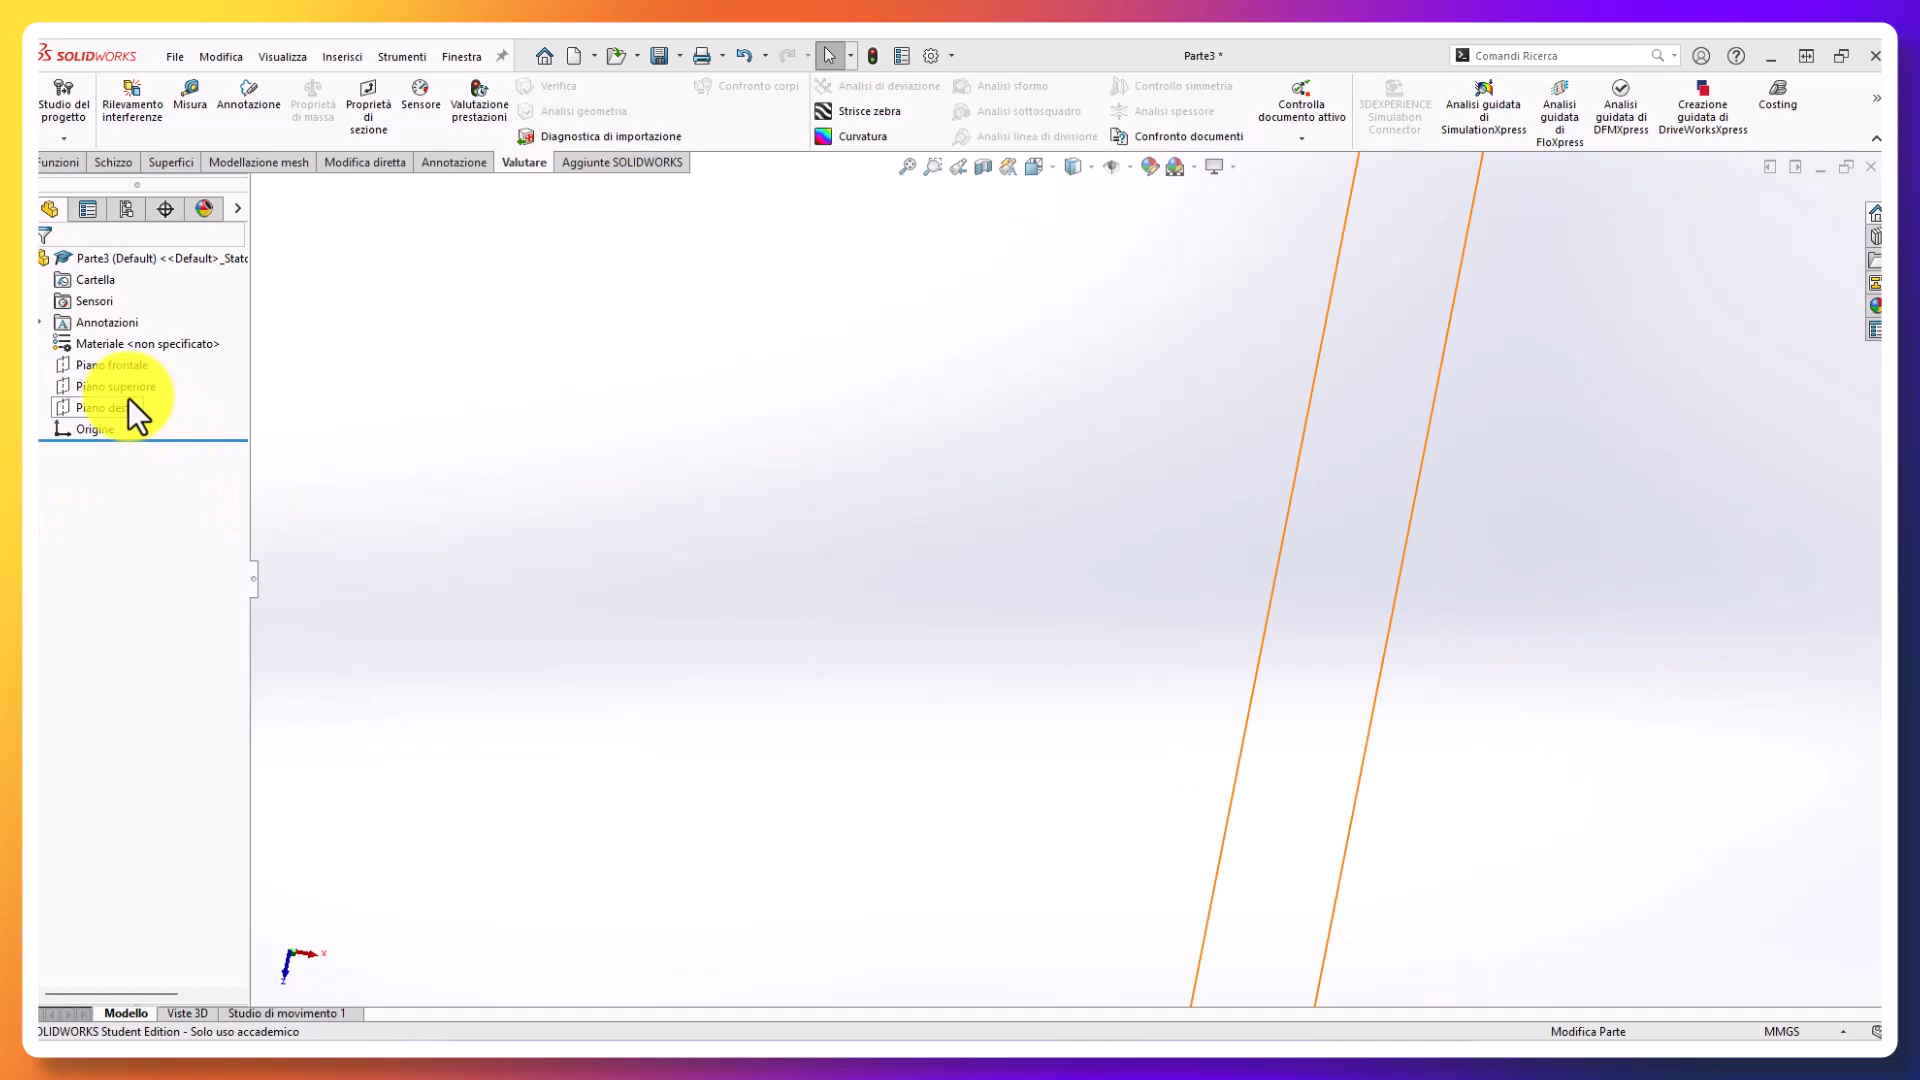 SOLIDWORKS
File Modifica Visualizza Inserisci Strumenti Finestra
Parte3 *
Comandi Ricerca
Studio del progetto
Rilevamento interferenze
Misura
Annotazione
Proprietà di massa
Proprietà di sezione
Sensore
Valutazione prestazioni
Verifica
Analisi geometria
Diagnostica di importazione
Confronto corpi
Analisi di deviazione
Strisce zebra
Curvatura
Analisi sformo
Analisi sottosquadro
Analisi linea di divisione
Controllo simmetria
Analisi spessore
Confronto documenti
Controlla documento attivo
3DEXPERIENCE Simulation Connector
Analisi guidata di SimulationXpress
Analisi guidata di FloXpress
Analisi guidata di DFMXpress
Creazione guidata di DriveWorksXpress
Costing
Funzioni Schizzo Superfici Modellazione mesh Modifica diretta Annotazione Valutare Aggiunte SOLIDWORKS
Parte3 (Default) <<Default>_Stato
Cartella
Sensori
Annotazioni
Materiale <non specificato>
Piano frontale
Piano superiore
Piano des
Origine
x
z
Modello Viste 3D Studio di movimento 1
OLIDWORKS Student Edition - Solo uso accademico
Modifica Parte
MMGS